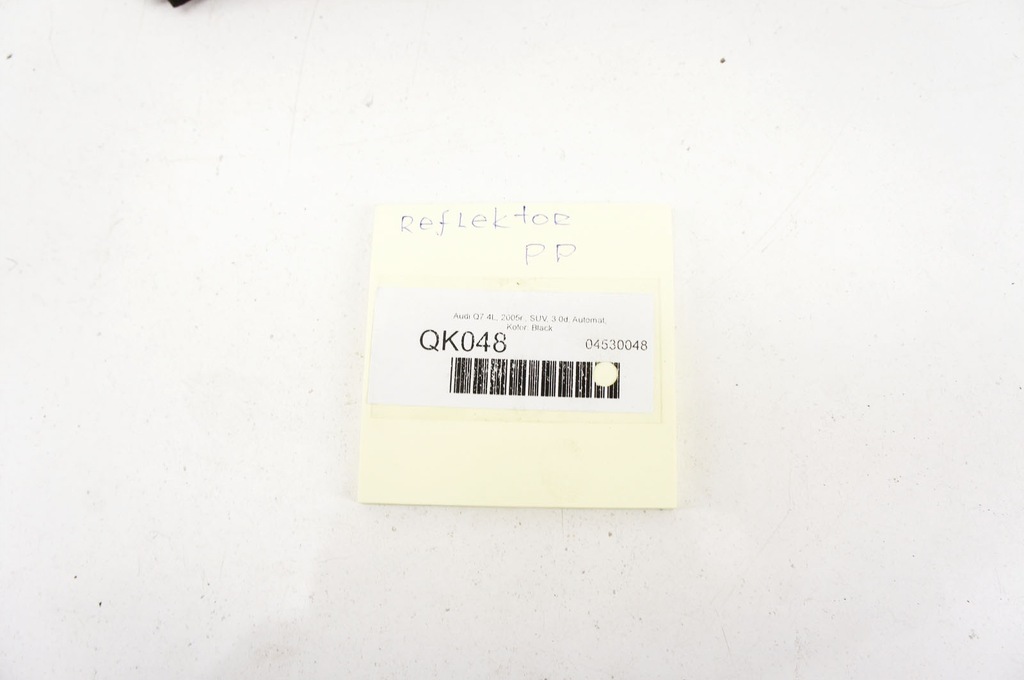 Reflektor
PP
Audi Q7 4L, 2005r., SUV, 3.0d, Automat,
Kolor: Black
QK048
04530048